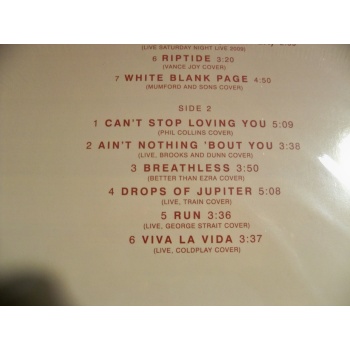 (LIVE SATURDAY NIGHT LIVE 2009)
6 RIPTIDE 3:20
(VANCE JOY COVER)
7 WHITE BLANK PAGE 4:50
(MUMFORD AND SONS COVER)
SIDE 2
1 CAN'T STOP LOVING YOU 5:09
(PHIL COLLINS COVER)
2 AIN'T NOTHING 'BOUT YOU 3:38
(LIVE, BROOKS AND DUNN COVER)
3 BREATHLESS 3:50
(BETTER THAN EZRA COVER)
4 DROPS OF JUPITER 5:08
(LIVE, TRAIN COVER)
5 RUN 3:36
(LIVE, GEORGE STRAIT COVER)
6 VIVA LA VIDA 3:37
(LIVE, COLDPLAY COVER)